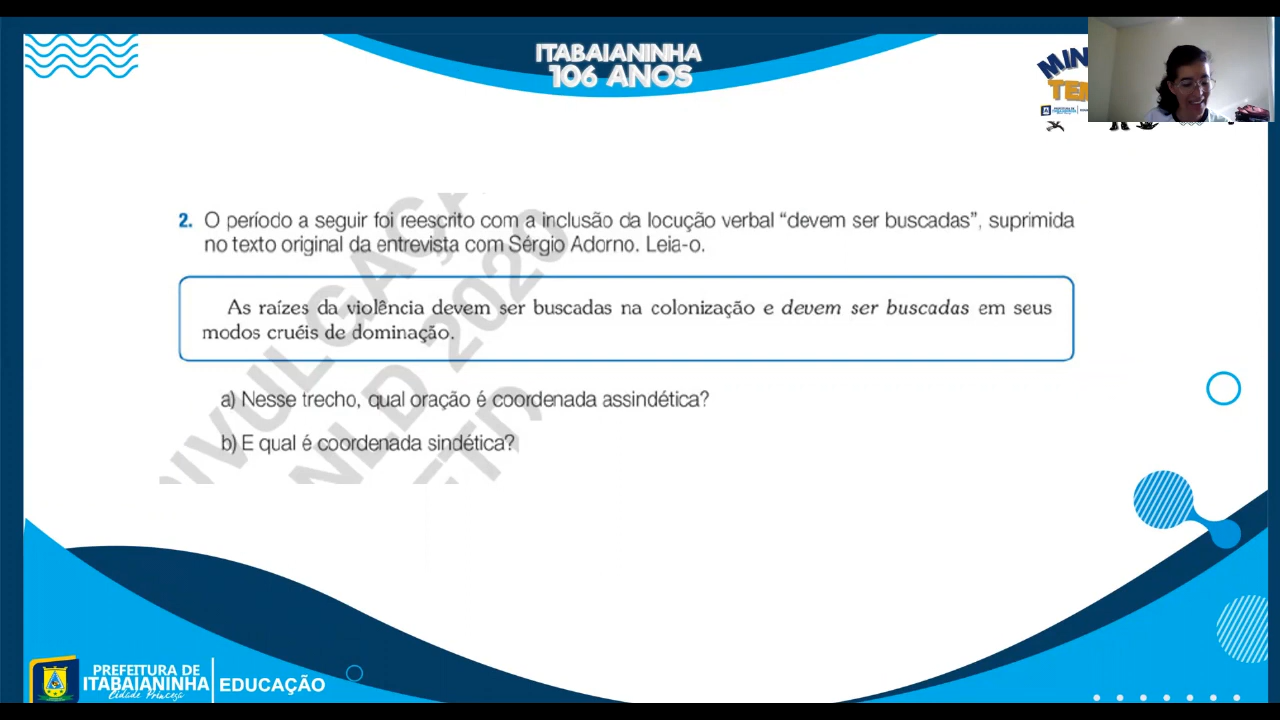 ITABAIANINHA
106 ANOS
2. O período a seguir foi reescrito com a inclusão da locução verbal “devem ser buscadas”, suprimida
no texto original da entrevista com Sérgio Adorno. Leia-o.
As raízes da violência devem ser buscadas na colonização e devem ser buscadas em seus
modos cruéis de dominação.
a) Nesse trecho, qual oração é coordenada assindética?
b) E qual é coordenada sindética?
PREFEITURA DE
ITABAIANINHA
Cidade Princesa
EDUCAÇÃO